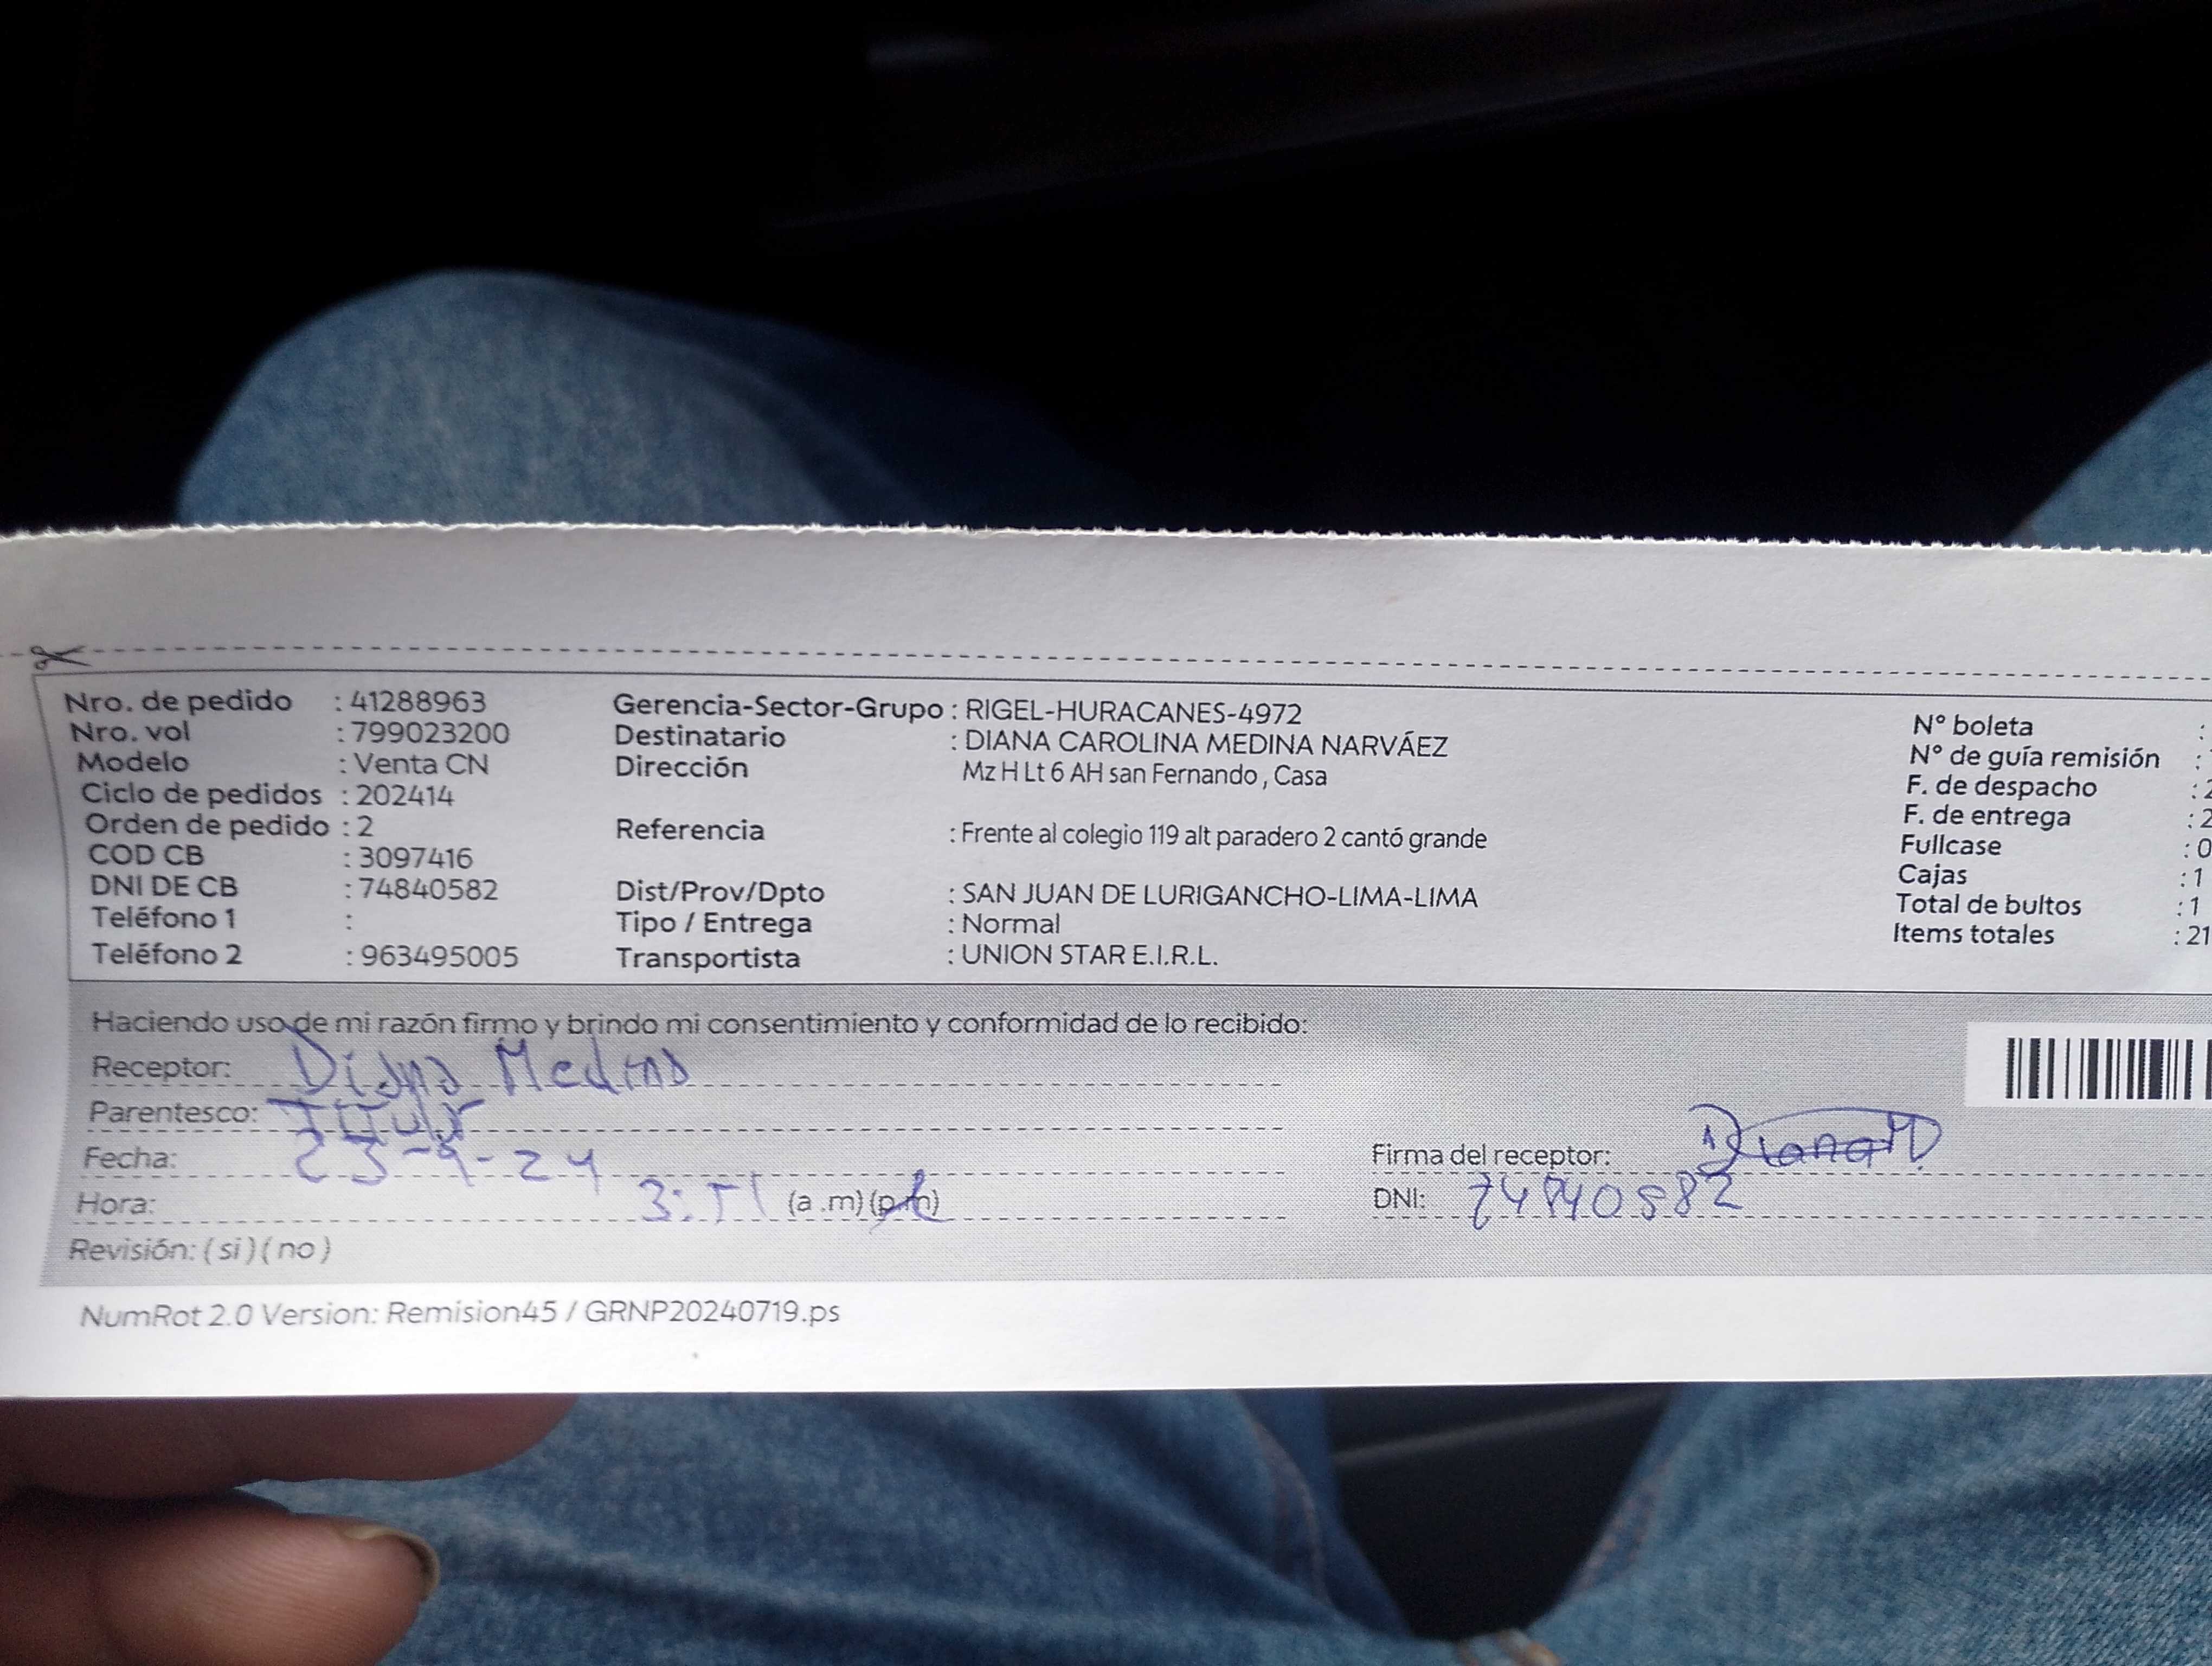 Nro. de pedido : 41288963
Nro. vol : 799023200
Modelo : Venta CN
Ciclo de pedidos : 202414
Orden de pedido : 2
COD CB : 3097416
DNI DE CB : 74840582
Teléfono 1 :
Teléfono 2 : 963495005
Gerencia-Sector-Grupo : RIGEL-HURACANES-4972
Destinatario : DIANA CAROLINA MEDINA NARVÁEZ
Dirección Mz H Lt 6 AH san Fernando , Casa
Referencia : Frente al colegio 119 alt paradero 2 cantó grande
Dist/Prov/Dpto : SAN JUAN DE LURIGANCHO-LIMA-LIMA
Tipo / Entrega : Normal
Transportista : UNION STAR E.I.R.L.
N° boleta :
N° de guía remisión :
F. de despacho : 2
F. de entrega : 2
Fullcase : 0
Cajas : 1
Total de bultos : 1
Items totales : 21
Haciendo uso de mi razón firmo y brindo mi consentimiento y conformidad de lo recibido:
Receptor: Diana Medina
Parentesco: Titular
Fecha: 23-9-24
Hora: 3:51 (a .m) (p.m)
Revisión: ( si ) ( no )
Firma del receptor: Diana M
DNI: 74840582
NumRot 2.0 Version: Remision45 / GRNP20240719.ps